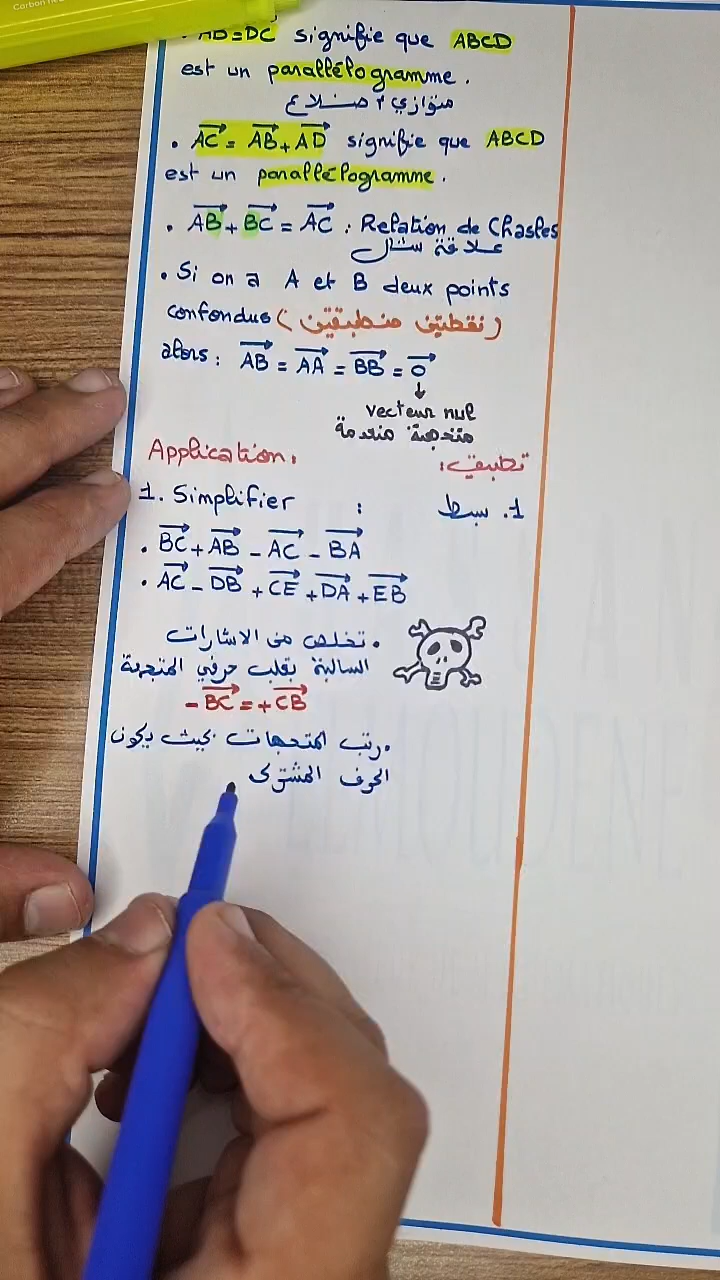 AB = DC signifie que ABCD
est un parallélogramme.
متوازي أضلاع
. AC = AB + AD signifie que ABCD
est un parallélogramme.
. AB + BC = AC : Relation de Chasles
علاقة شال
. Si on a A et B deux points
confondus (نقطتين منطبقتين)
alors : AB = AA = BB = 0
vecteur nul
متجهة منعدمة
Application:
تطبيق:
1. Simplifier :
1. بسط
. BC + AB - AC - BA
. AC - DB + CE + DA + EB
. تخلص من الاشارات
السالبة بقلب حرفي المتجهة
- BC = + CB
. رتب المتجهات بحيث يكون
الحرف المشترك